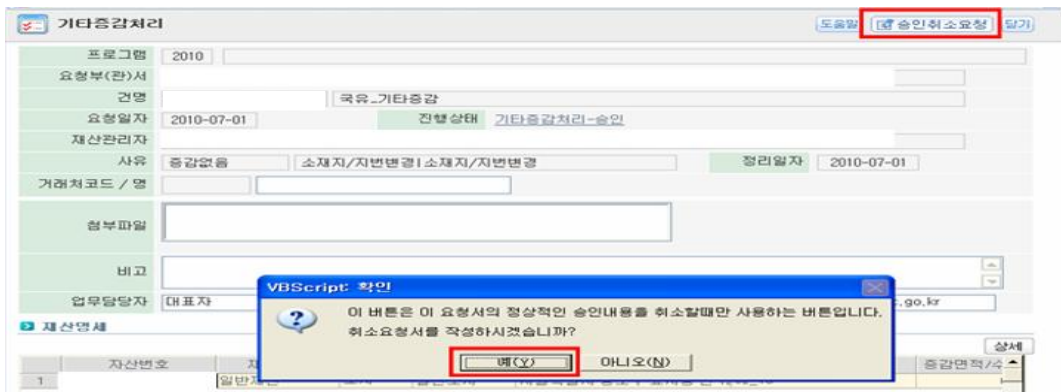 기타증감처리
도움말 승인취소요청 닫기
프로그램 2010
요청부(관)서
건명 국유_기타증감
요청일자 2010-07-01 진행상태 기타증감처리-승인
재산관리자
사유 증감없음 소재지/지번변경|소재지/지번변경 정리일자 2010-07-01
거래처코드 / 명
첨부파일
비고
업무담당자 대표자 .go.kr
VBScript: 확인
이 버튼은 이 요청서의 정상적인 승인내용을 취소할때만 사용하는 버튼입니다.
취소요청서를 작성하시겠습니까?
예(Y) 아니오(N)
재산명세
상세
자산번호 증감면적/수
1